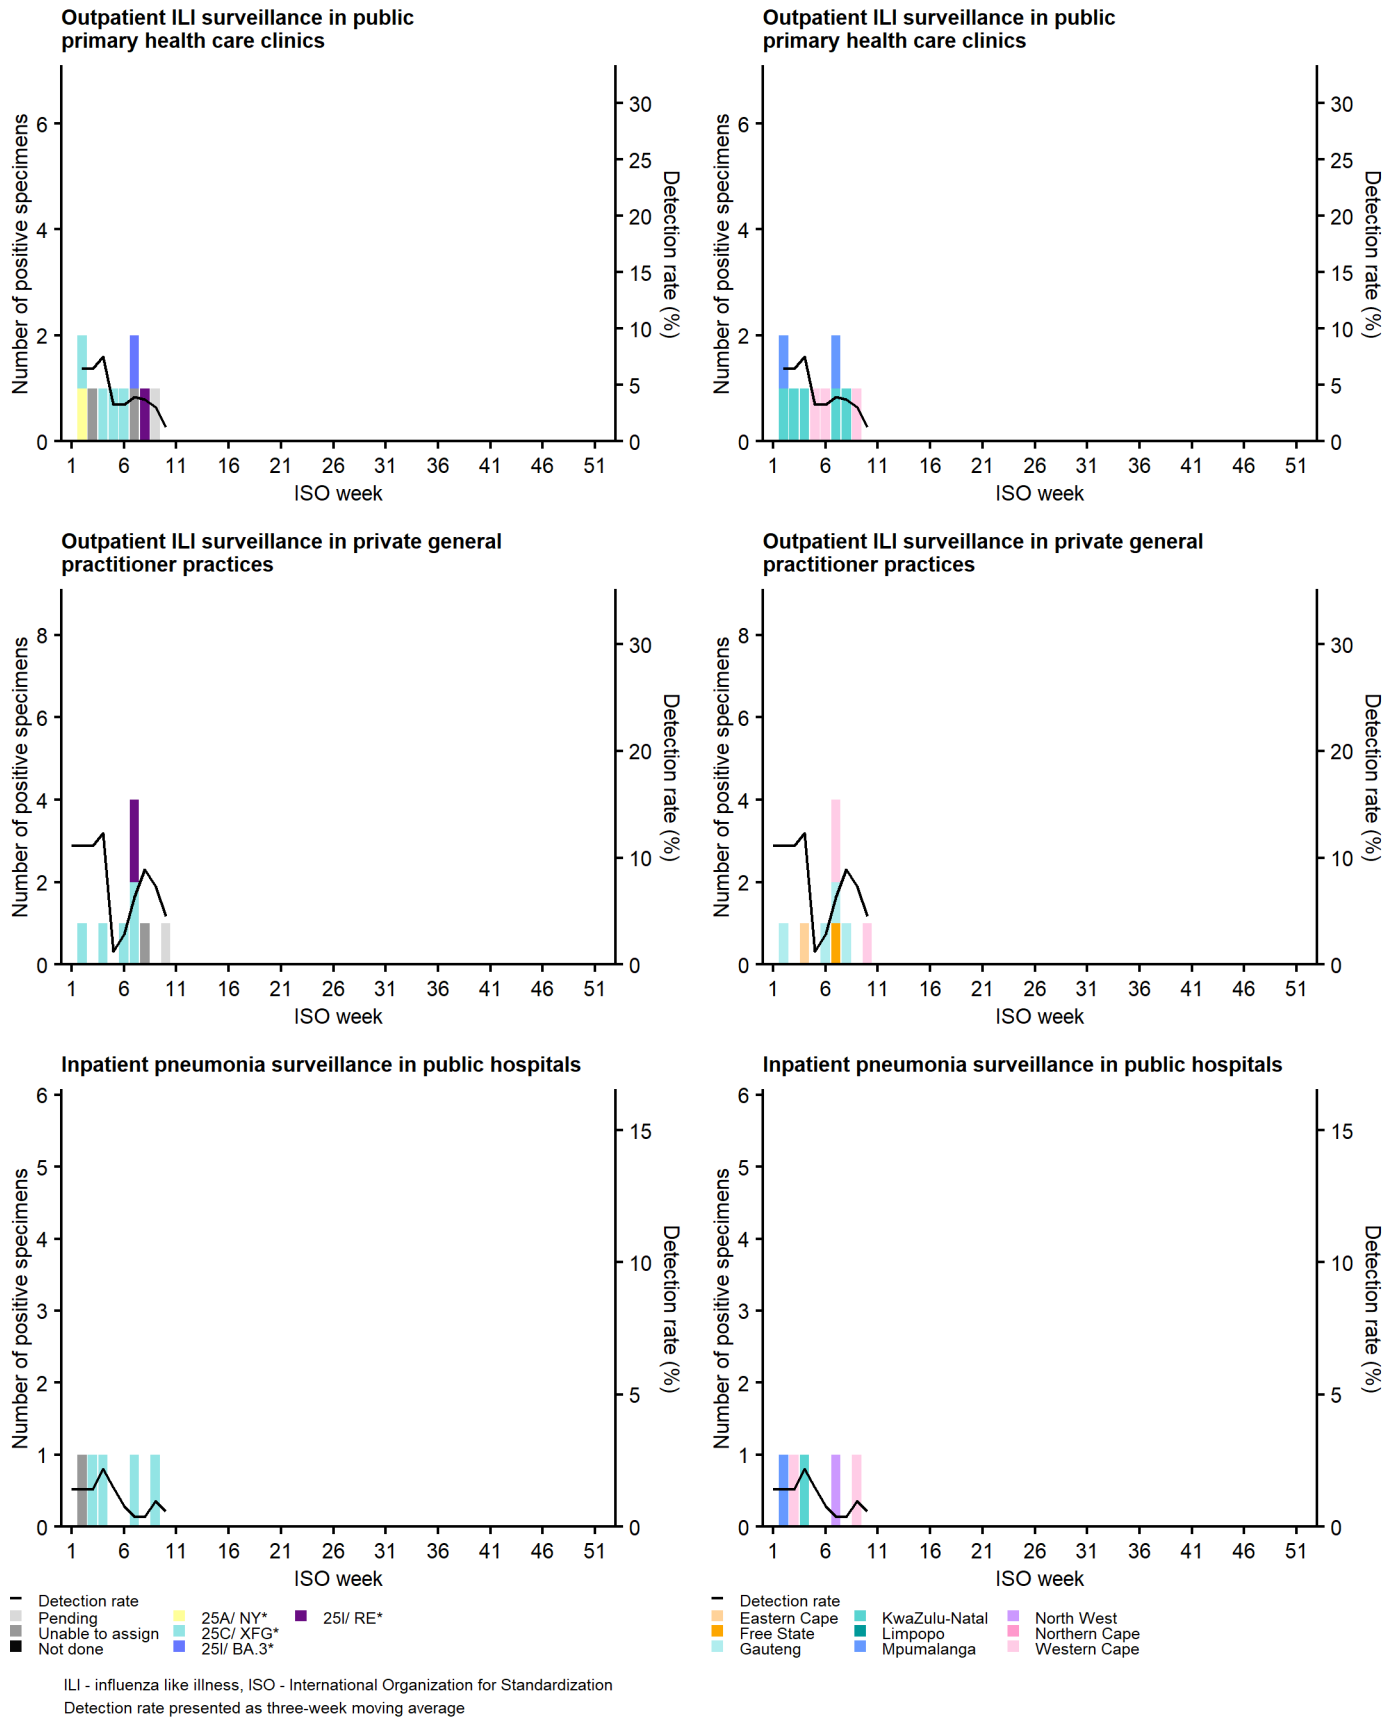 Outpatient ILI surveillance in public
primary health care clinics
Number of positive specimens
6
4
2
0
30
25
20
15
10
5
0
Detection rate (%)
1 6 11 16 21 26 31 36 41 46 51
ISO week
Outpatient ILI surveillance in public
primary health care clinics
Number of positive specimens
6
4
2
0
30
25
20
15
10
5
0
Detection rate (%)
1 6 11 16 21 26 31 36 41 46 51
ISO week
Outpatient ILI surveillance in private general
practitioner practices
Number of positive specimens
8
6
4
2
0
30
20
10
0
Detection rate (%)
1 6 11 16 21 26 31 36 41 46 51
ISO week
Outpatient ILI surveillance in private general
practitioner practices
Number of positive specimens
8
6
4
2
0
30
20
10
0
Detection rate (%)
1 6 11 16 21 26 31 36 41 46 51
ISO week
Inpatient pneumonia surveillance in public hospitals
Number of positive specimens
6
5
4
3
2
1
0
15
10
5
0
Detection rate (%)
1 6 11 16 21 26 31 36 41 46 51
ISO week
Inpatient pneumonia surveillance in public hospitals
Number of positive specimens
6
5
4
3
2
1
0
15
10
5
0
Detection rate (%)
1 6 11 16 21 26 31 36 41 46 51
ISO week
Detection rate
Pending 25A/ NY* 25I/ RE*
Unable to assign 25C/ XFG*
Not done 25I/ BA.3*
Detection rate
Eastern Cape KwaZulu-Natal North West
Free State Limpopo Northern Cape
Gauteng Mpumalanga Western Cape
ILI - influenza like illness, ISO - International Organization for Standardization
Detection rate presented as three-week moving average